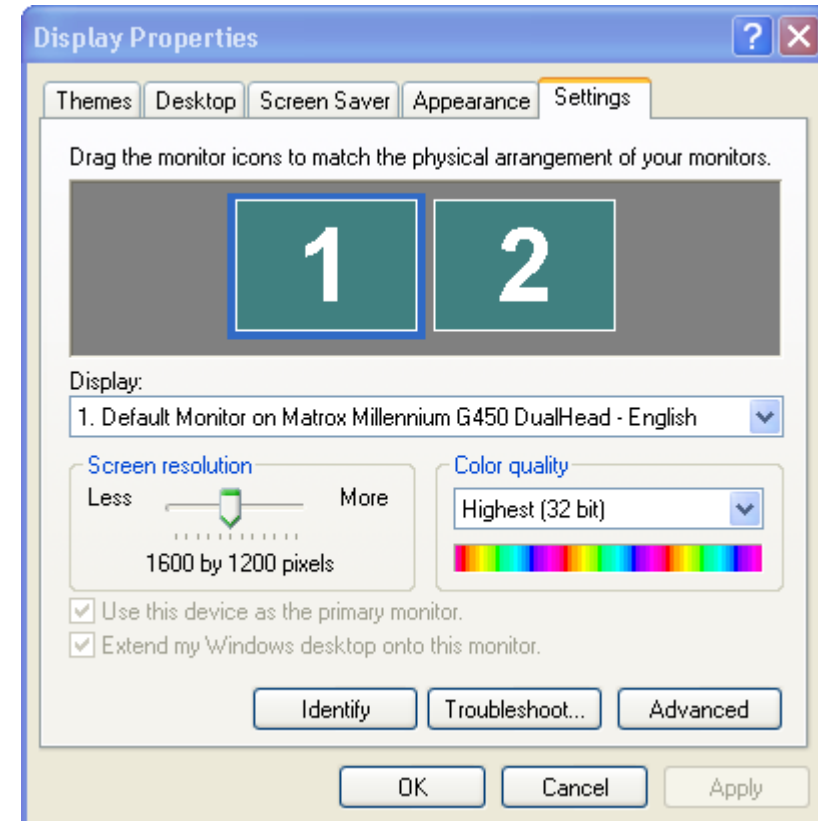 Display Properties
Themes Desktop Screen Saver Appearance Settings
Drag the monitor icons to match the physical arrangement of your monitors.
1 2
Display:
1. Default Monitor on Matrox Millennium G450 DualHead - English
Screen resolution
Less More
1600 by 1200 pixels
Color quality
Highest (32 bit)
Use this device as the primary monitor.
Extend my Windows desktop onto this monitor.
Identify Troubleshoot... Advanced
OK Cancel Apply